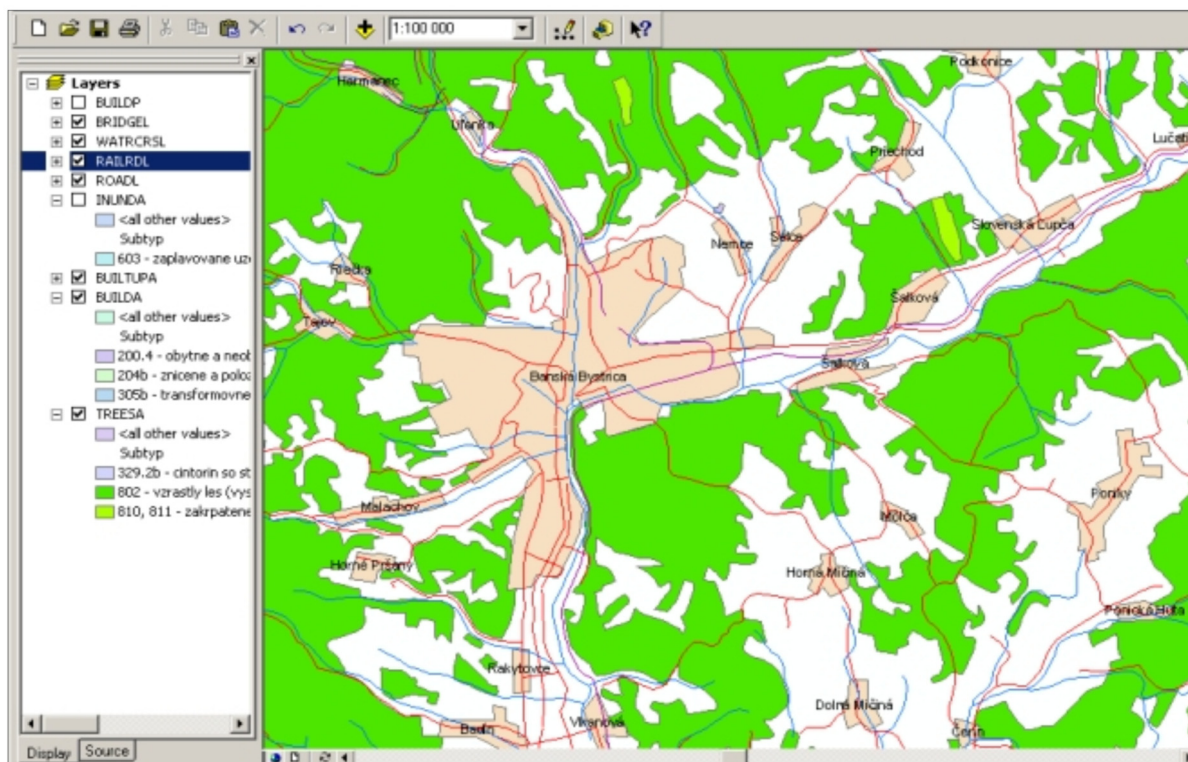 1:100 000
Layers
BUILDP
BRIDGEL
WATRCRSL
RAILRDL
ROADL
INUNDA
<all other values>
Subtyp
603 - zaplavovane uze
BUILTUPA
BUILDA
<all other values>
Subtyp
200.4 - obytne a neob
204b - znicene a poloz
305b - transformovne
TREESA
<all other values>
Subtyp
329.2b - cintorin so st
802 - vzrastly les (vys
810, 811 - zakrpatene
Display
Source
Podkonice
Harmanec
Uľanka
Lučat
Priechod
Slovenská Ľupča
Nemce
Selce
Riečka
Šalková
Tajov
Šalková
Banská Bystrica
Poniky
Malachov
Môlča
Horné Pršany
Horná Mičiná
Ponická Huta
Rakytovce
Dolná Mičiná
Vlkanová
Badín
Čerín